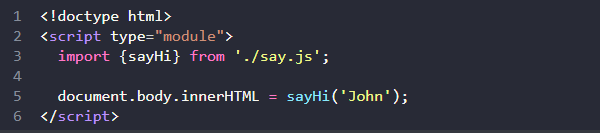 1 <!doctype html>
2 <script type="module">
3   import {sayHi} from './say.js';
4
5   document.body.innerHTML = sayHi('John');
6 </script>